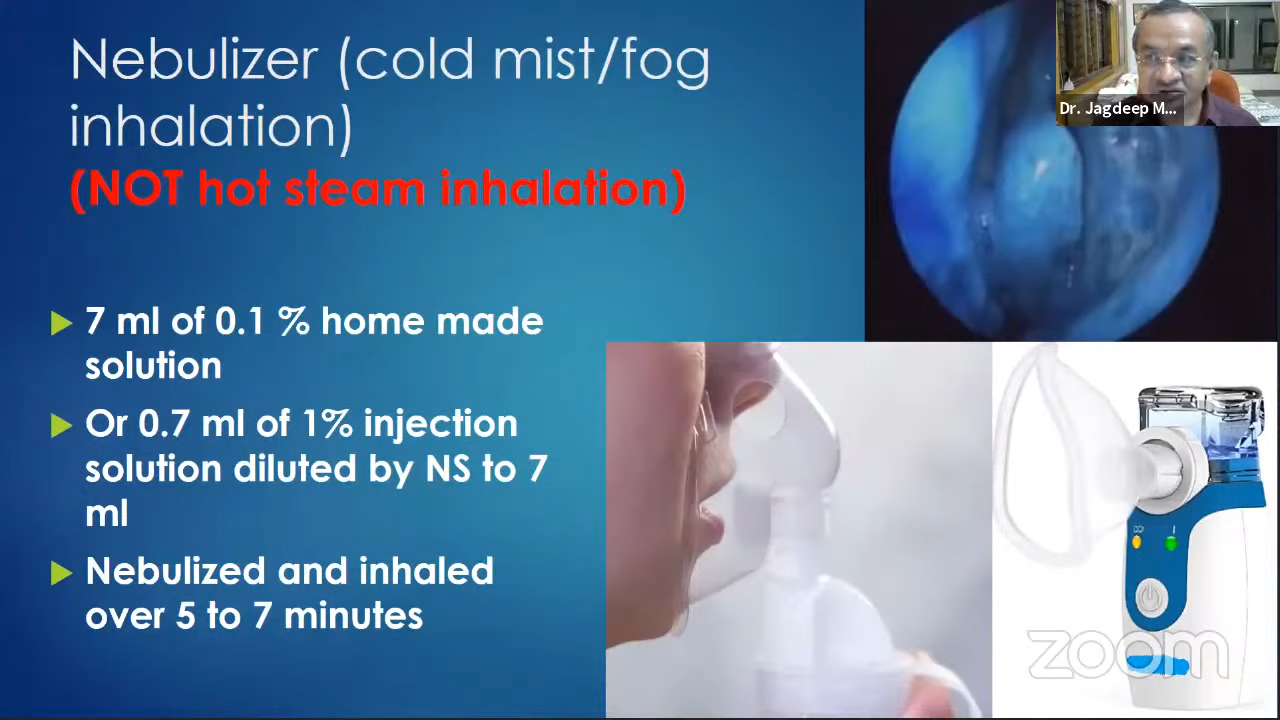 Nebulizer (cold mist/fog
inhalation)
(NOT hot steam inhalation)
7 ml of 0.1 % home made
solution
Or 0.7 ml of 1% injection
solution diluted by NS to 7
ml
Nebulized and inhaled
over 5 to 7 minutes
Dr. Jagdeep M...
zoom